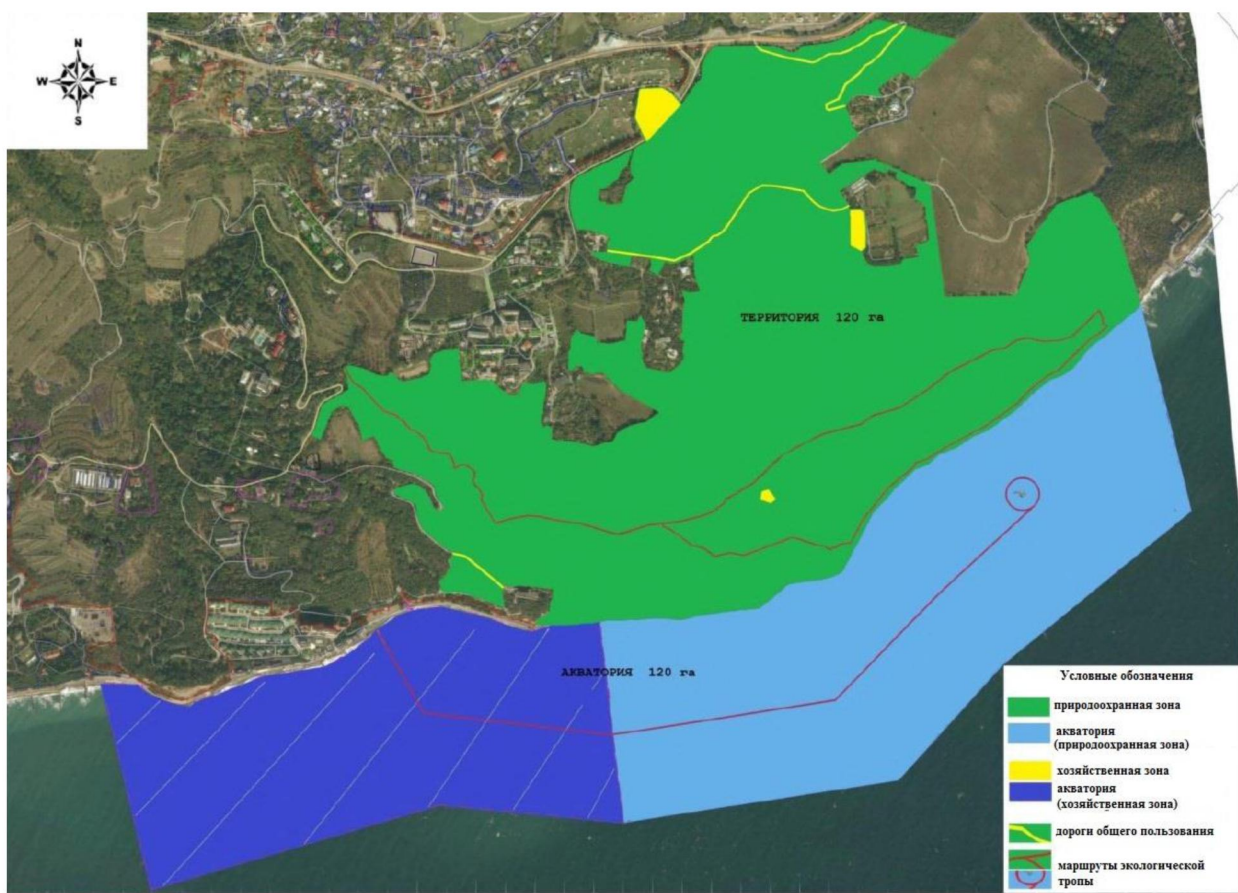 N
W E
S
ТЕРРИТОРИЯ 120 га
АКВАТОРИЯ 120 га
Условные обозначения
природоохранная зона
акватория
(природоохранная зона)
хозяйственная зона
акватория
(хозяйственная зона)
дороги общего пользования
маршруты экологической
тропы